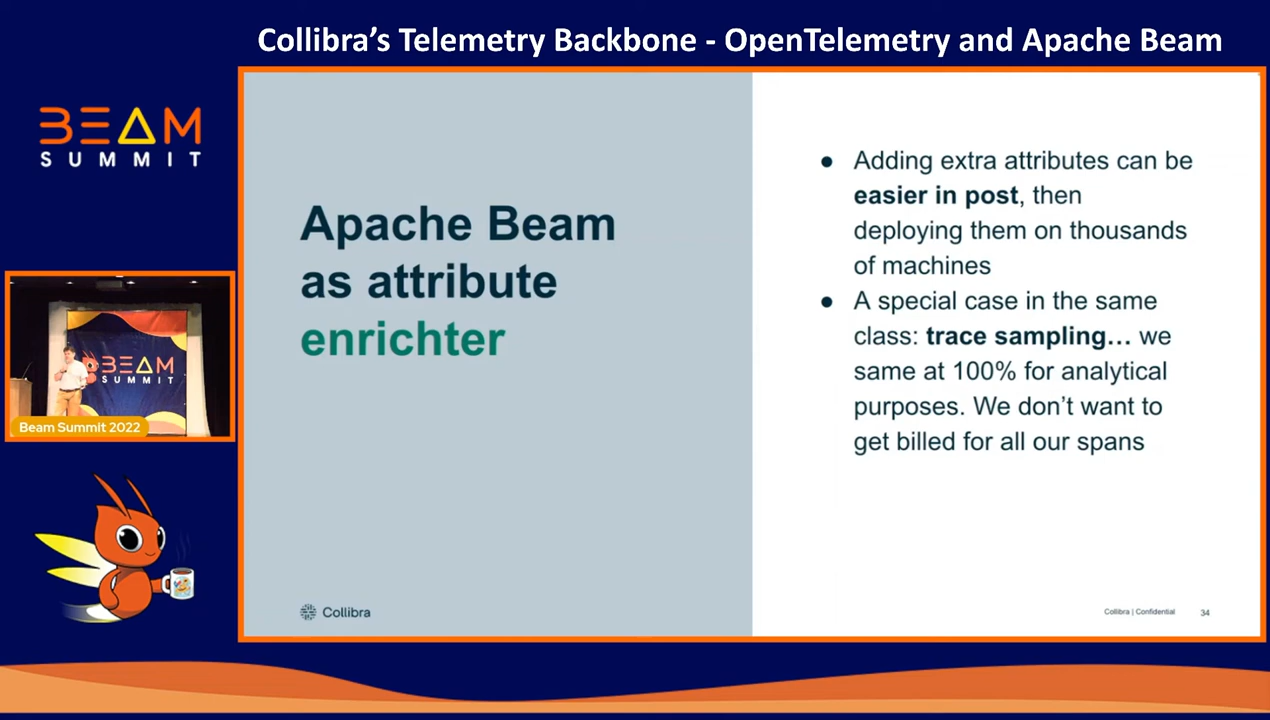 Collibra's Telemetry Backbone - OpenTelemetry and Apache Beam
BEAM
SUMMIT
Apache Beam
as attribute
enrichter
● Adding extra attributes can be
easier in post, then
deploying them on thousands
of machines
● A special case in the same
class: trace sampling... we
same at 100% for analytical
purposes. We don't want to
get billed for all our spans
BEAM
SUMMIT
Beam Summit 2022
Collibra
Collibra | Confidential
34